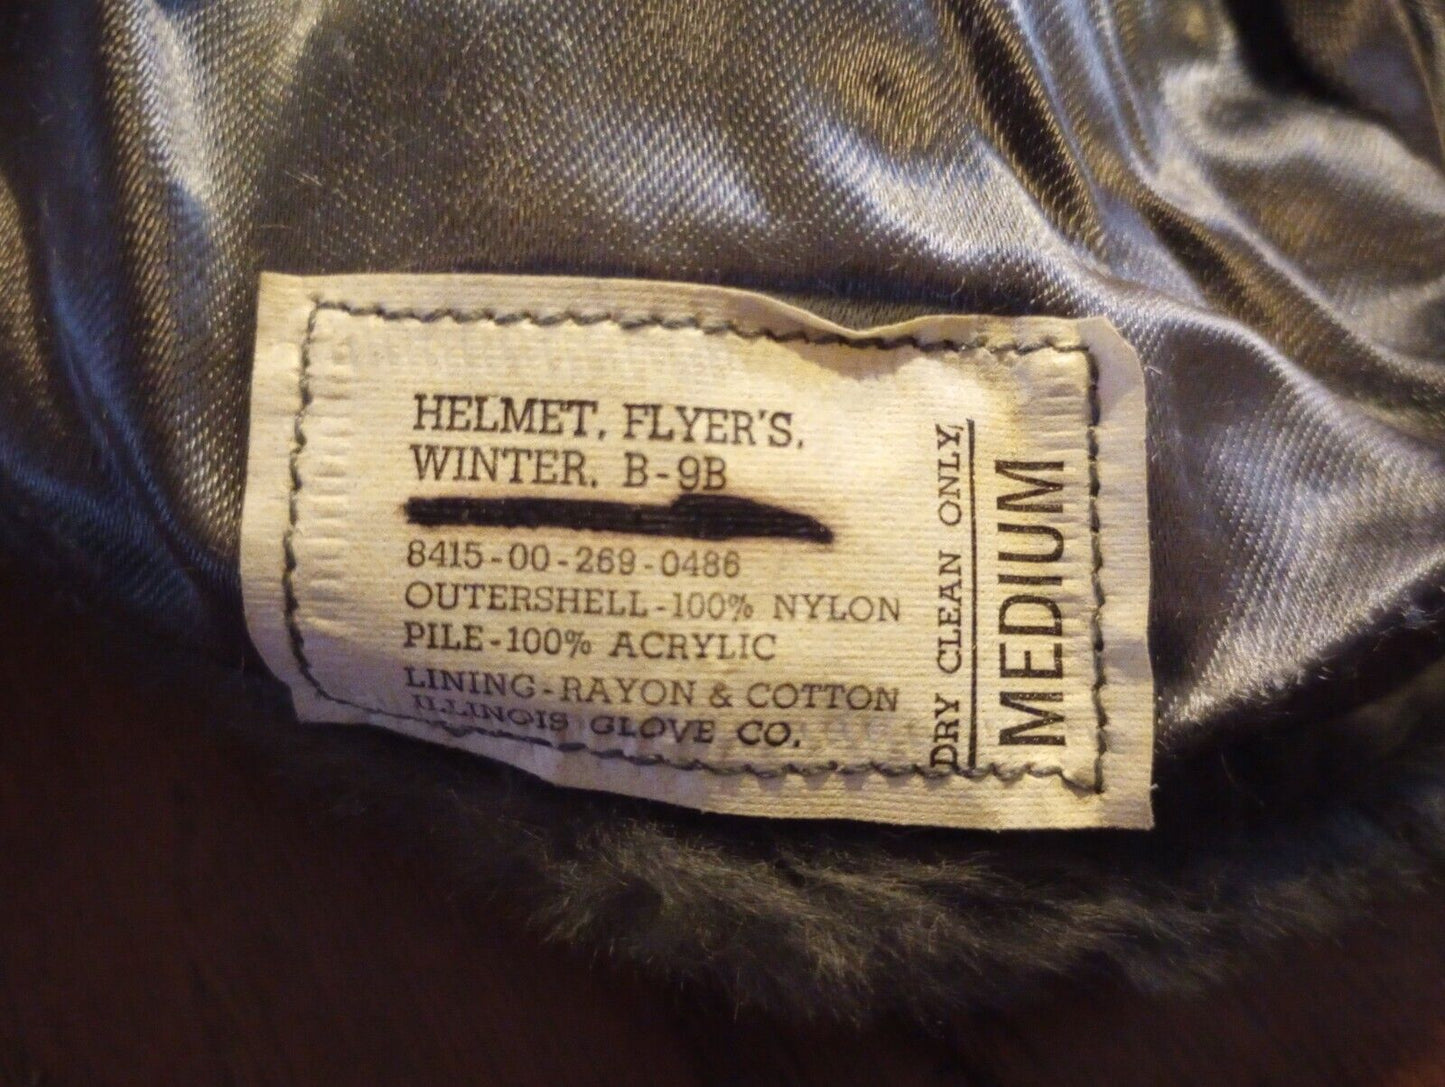 HELMET, FLYER'S,
WINTER, B-9B
8415-00-269-0486
OUTERSHELL-100% NYLON
PILE-100% ACRYLIC
LINING-RAYON & COTTON
ILLINOIS GLOVE CO.
DRY CLEAN ONLY,
MEDIUM